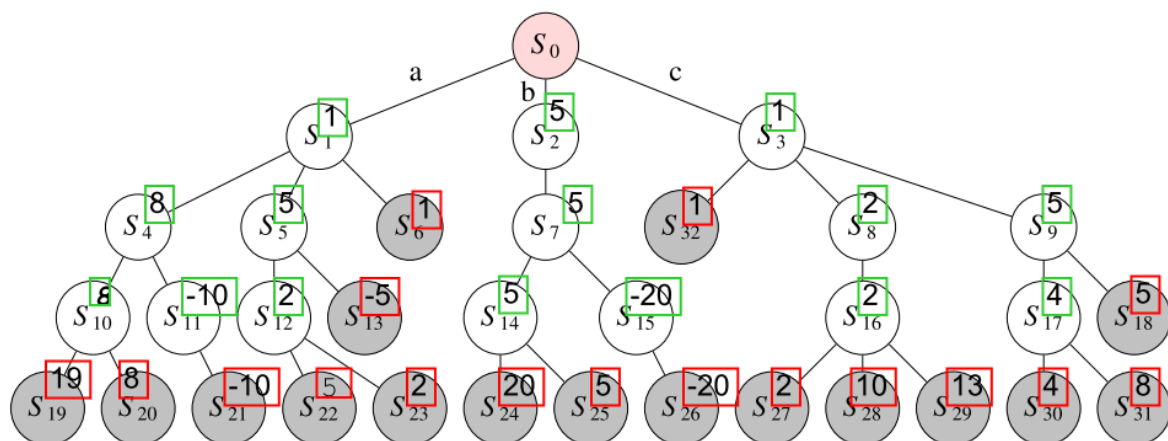 S0
a
b
c
1
5
1
S1
S2
S3
8
5
1
5
1
2
5
S4
S5
S6
S7
S32
S8
S9
8
-10
2
-5
5
-20
2
4
5
S10
S11
S12
S13
S14
S15
S16
S17
S18
19
8
-10
5
2
20
5
-20
2
10
13
4
8
S19
S20
S21
S22
S23
S24
S25
S26
S27
S28
S29
S30
S31